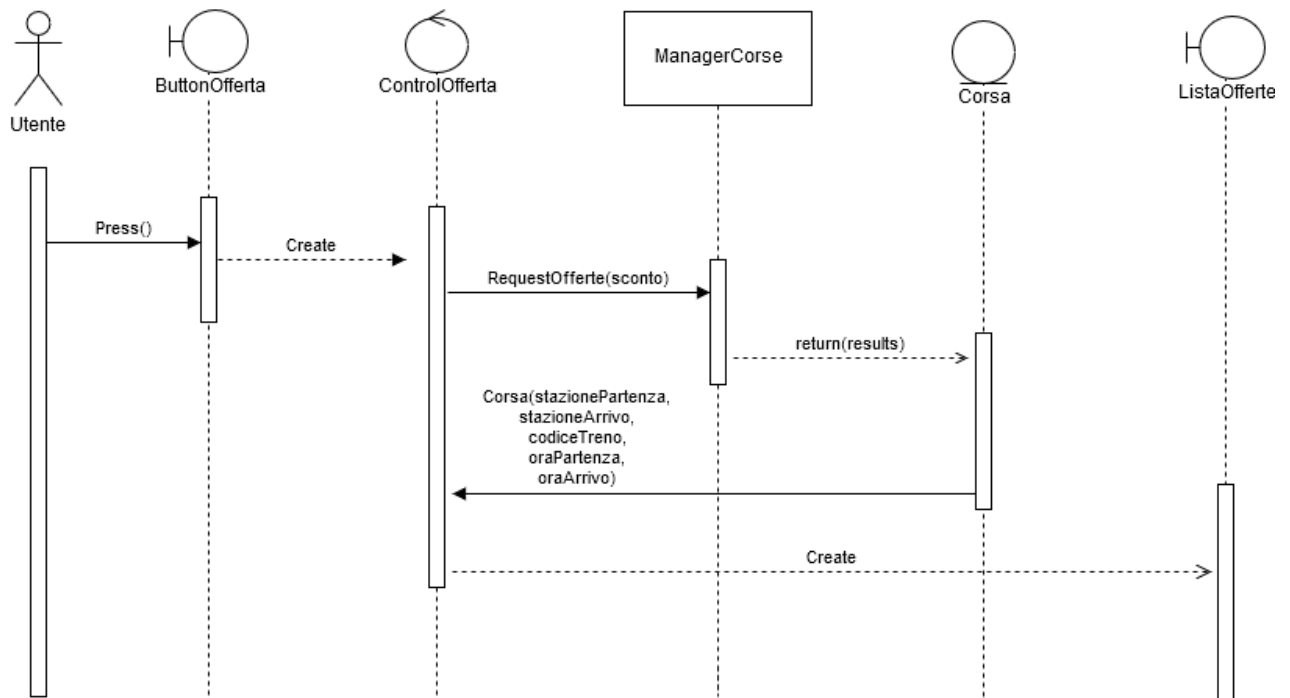 Utente
ButtonOfferta
ControlOfferta
ManagerCorse
Corsa
ListaOfferte
Press()
Create
RequestOfferte(sconto)
return(results)
Corsa(stazionePartenza,
stazioneArrivo,
codiceTreno,
oraPartenza,
oraArrivo)
Create